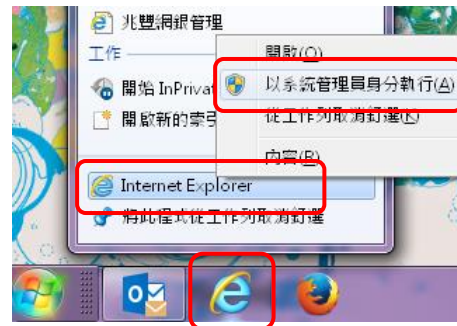 兆豐網銀管理
工作
開始 InPrivat
開啟新的索引
Internet Explorer
將此程式從工作列取消釘選
開啟(O)
以系統管理員身分執行(A)
從工作列取消釘選(K)
內容(R)